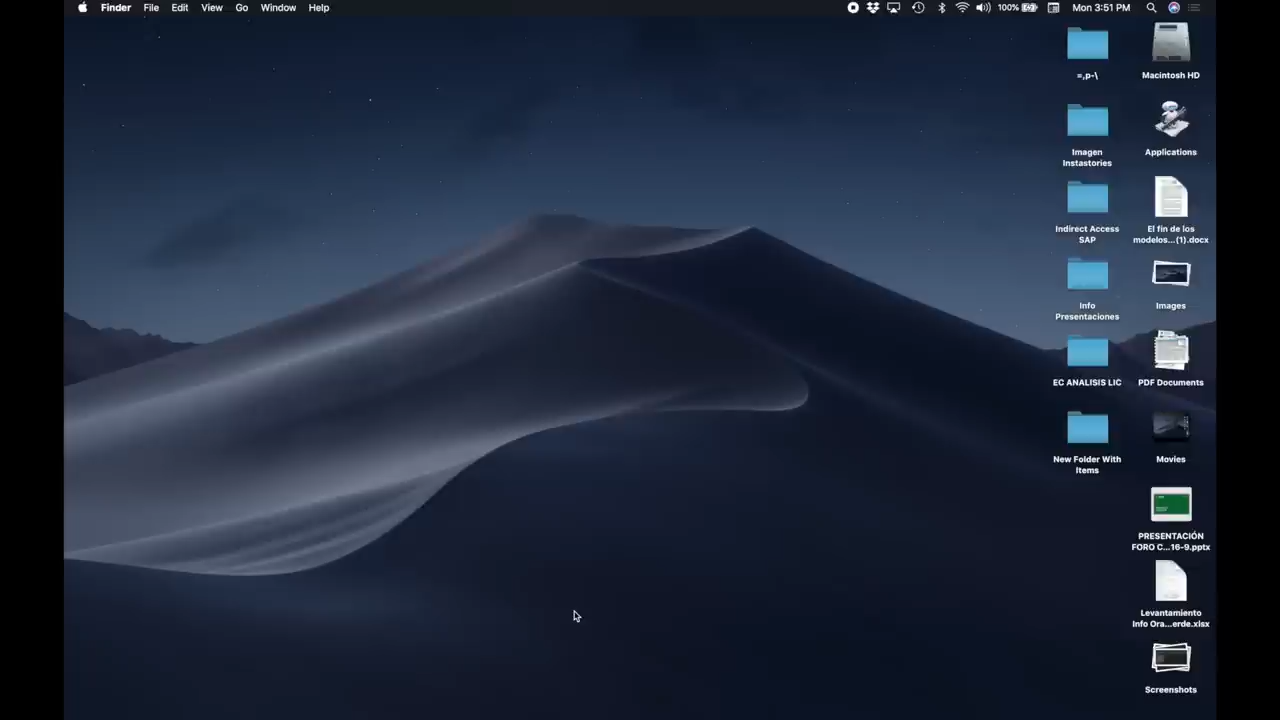 Finder File Edit View Go Window Help
100% Mon 3:51 PM
=,p-\
Macintosh HD
Imagen
Instastories
Applications
Indirect Access
SAP
El fin de los
modelos...(1).docx
Info
Presentaciones
Images
EC ANALISIS LIC
PDF Documents
New Folder With
Items
Movies
PRESENTACIÓN
FORO C...16-9.pptx
Levantamiento
Info Ora...erde.xlsx
Screenshots